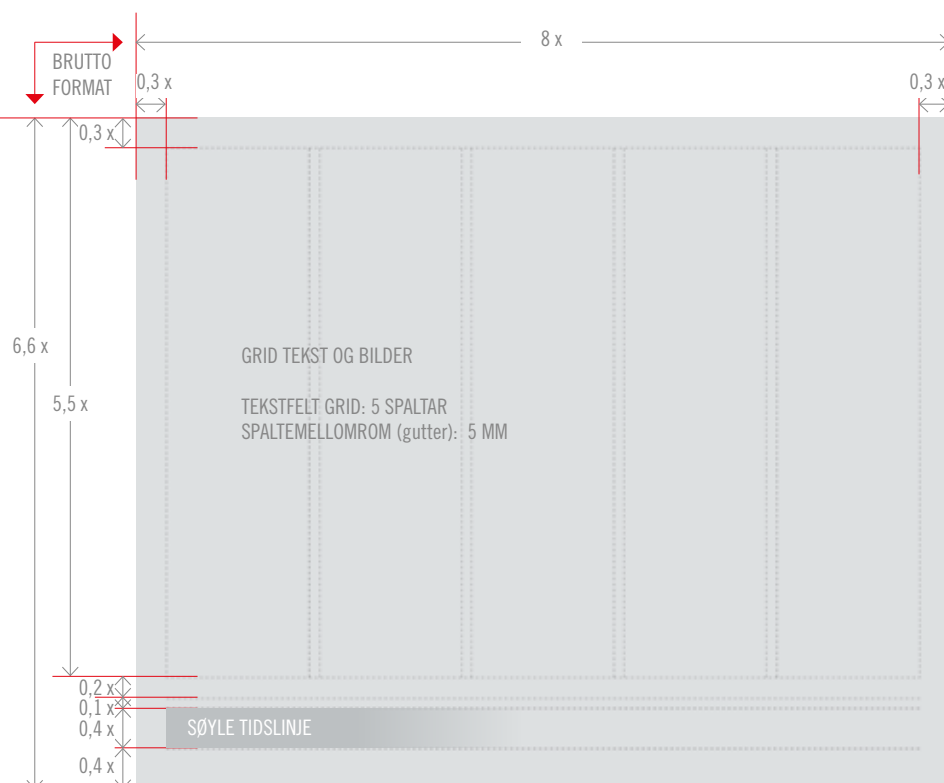 8 x
BRUTTO
FORMAT
0,3 x
0,3 x
0,3 x
6,6 x
GRID TEKST OG BILDER
5,5 x
TEKSTFELT GRID: 5 SPALTAR
SPALTEMELLOMROM (gutter): 5 MM
0,2 x
0,1 x
0,4 x
SØYLE TIDSLINJE
0,4 x